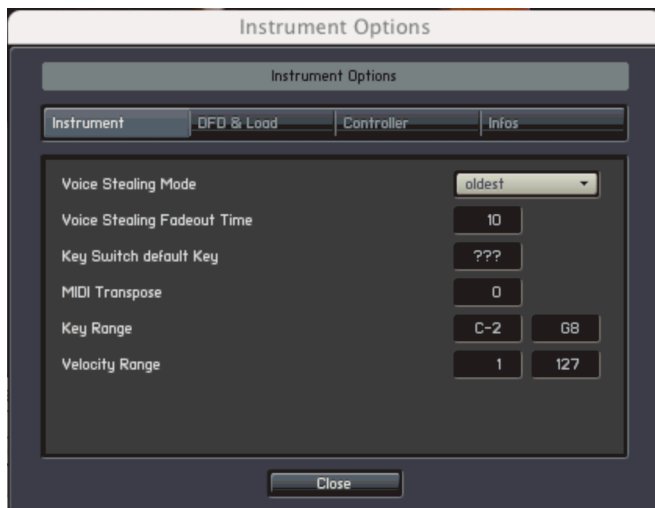 Instrument Options
Instrument Options
Instrument DFD & Load Controller Infos
Voice Stealing Mode oldest
Voice Stealing Fadeout Time 10
Key Switch default Key ???
MIDI Transpose 0
Key Range C-2 G8
Velocity Range 1 127
Close